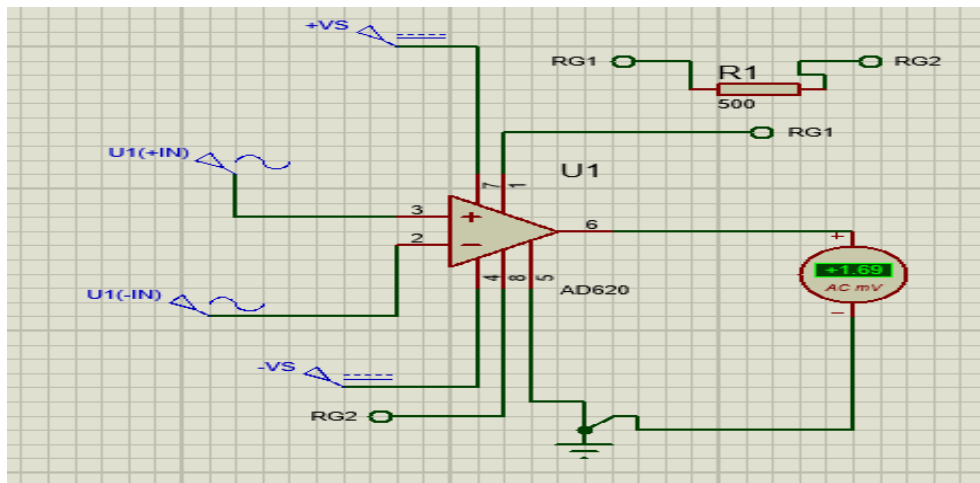 +VS
RG1
RG2
R1
500
RG1
U1(+IN)
U1
7
1
3
+
6
2
−
+
+1.69
AC mV
−
4
8
5
AD620
U1(-IN)
-VS
RG2